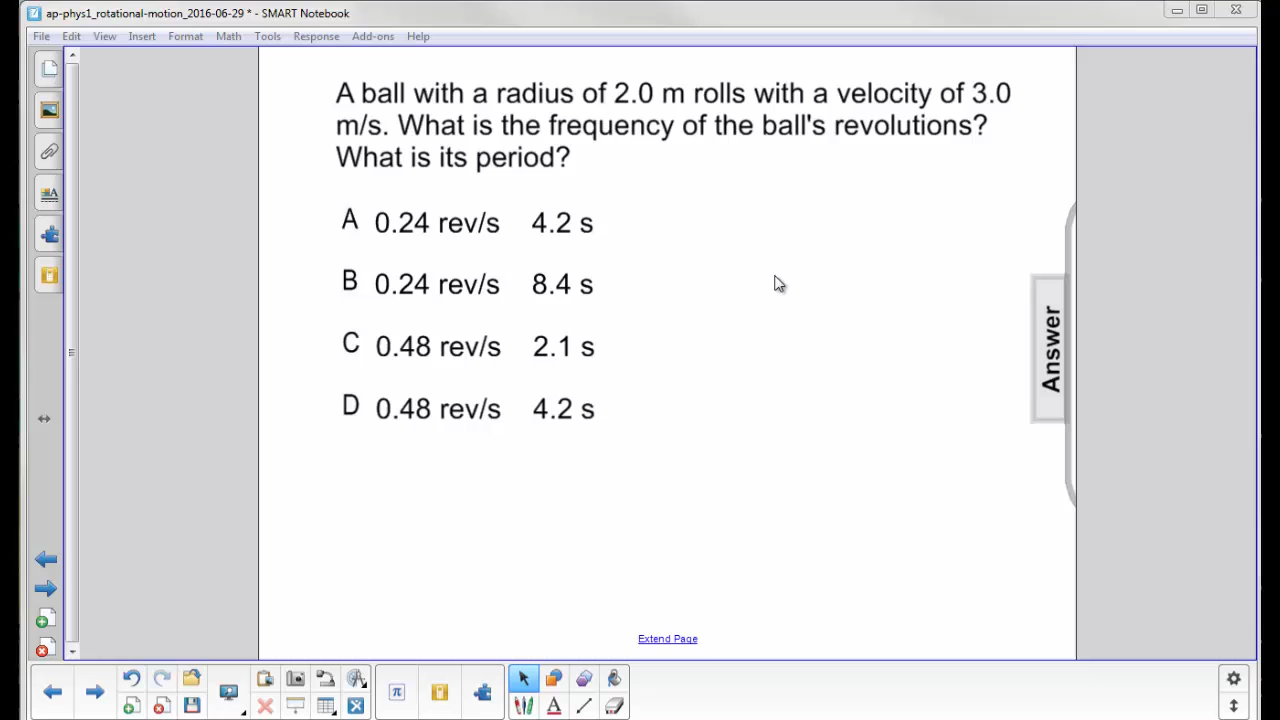 ap-phys1_rotational-motion_2016-06-29 * - SMART Notebook
File Edit View Insert Format Math Tools Response Add-ons Help
A ball with a radius of 2.0 m rolls with a velocity of 3.0
m/s. What is the frequency of the ball's revolutions?
What is its period?
A 0.24 rev/s 4.2 s
B 0.24 rev/s 8.4 s
C 0.48 rev/s 2.1 s
D 0.48 rev/s 4.2 s
Answer
Extend Page
π
A